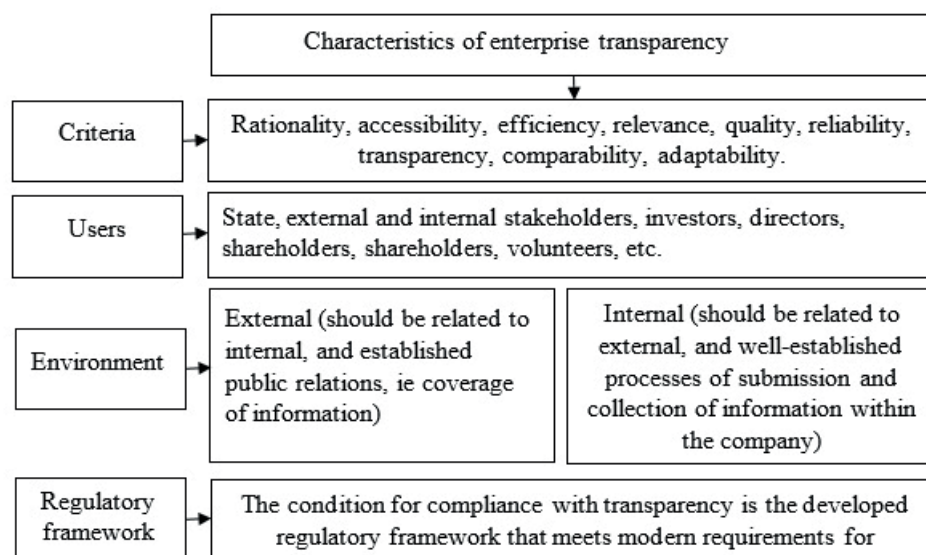 Characteristics of enterprise transparency
Criteria
Rationality, accessibility, efficiency, relevance, quality, reliability,
transparency, comparability, adaptability.
Users
State, external and internal stakeholders, investors, directors,
shareholders, shareholders, volunteers, etc.
Environment
External (should be related to
internal, and established
public relations, ie coverage
of information)
Internal (should be related to
external, and well-established
processes of submission and
collection of information within
the company)
Regulatory
framework
The condition for compliance with transparency is the developed
regulatory framework that meets modern requirements for